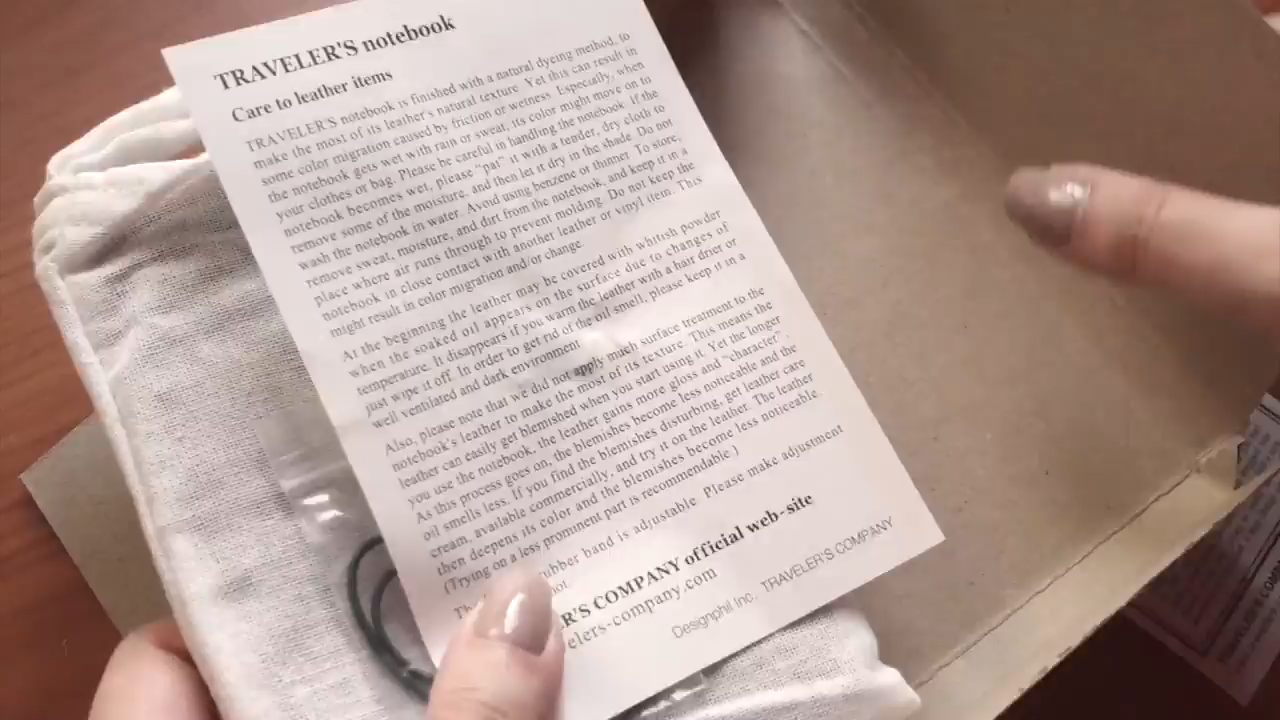 TRAVELER'S notebook
Care to leather items
TRAVELER'S notebook is finished with a natural dyeing method, to
make the most of its leather's natural texture. Yet this can result in
some color migration caused by friction or wetness. Especially, when
the notebook gets wet with rain or sweat, its color might move on to
your clothes or bag. Please be careful in handling the notebook. If the
notebook becomes wet, please "pat" it with a tender, dry cloth to
remove some of the moisture, and then let it dry in the shade. Do not
wash the notebook in water. Avoid using benzene or thinner. To store,
remove sweat, moisture, and dirt from the notebook, and keep it in a
place where air runs through to prevent molding. Do not keep the
notebook in close contact with another leather or vinyl item. This
might result in color migration and/or change.
At the beginning the leather may be covered with whitish powder
when the soaked oil appears on the surface due to changes of
temperature. It disappears if you warm the leather with a hair drier or
just wipe it off. In order to get rid of the oil smell, please keep it in a
well ventilated and dark environment.
Also, please note that we did not apply much surface treatment to the
notebook's leather to make the most of its texture. This means the
leather can easily get blemished when you start using it. Yet the longer
you use the notebook, the leather gains more gloss and "character".
As this process goes on, the blemishes become less noticeable and the
oil smells less. If you find the blemishes disturbing, get leather care
cream, available commercially, and try it on the leather. The leather
then deepens its color and the blemishes become less noticeable.
(Trying on a less prominent part is recommendable.)
rubber band is adjustable. Please make adjustment
ER'S COMPANY official web-site
elers-company.com
Designphil Inc. TRAVELER'S COMPANY